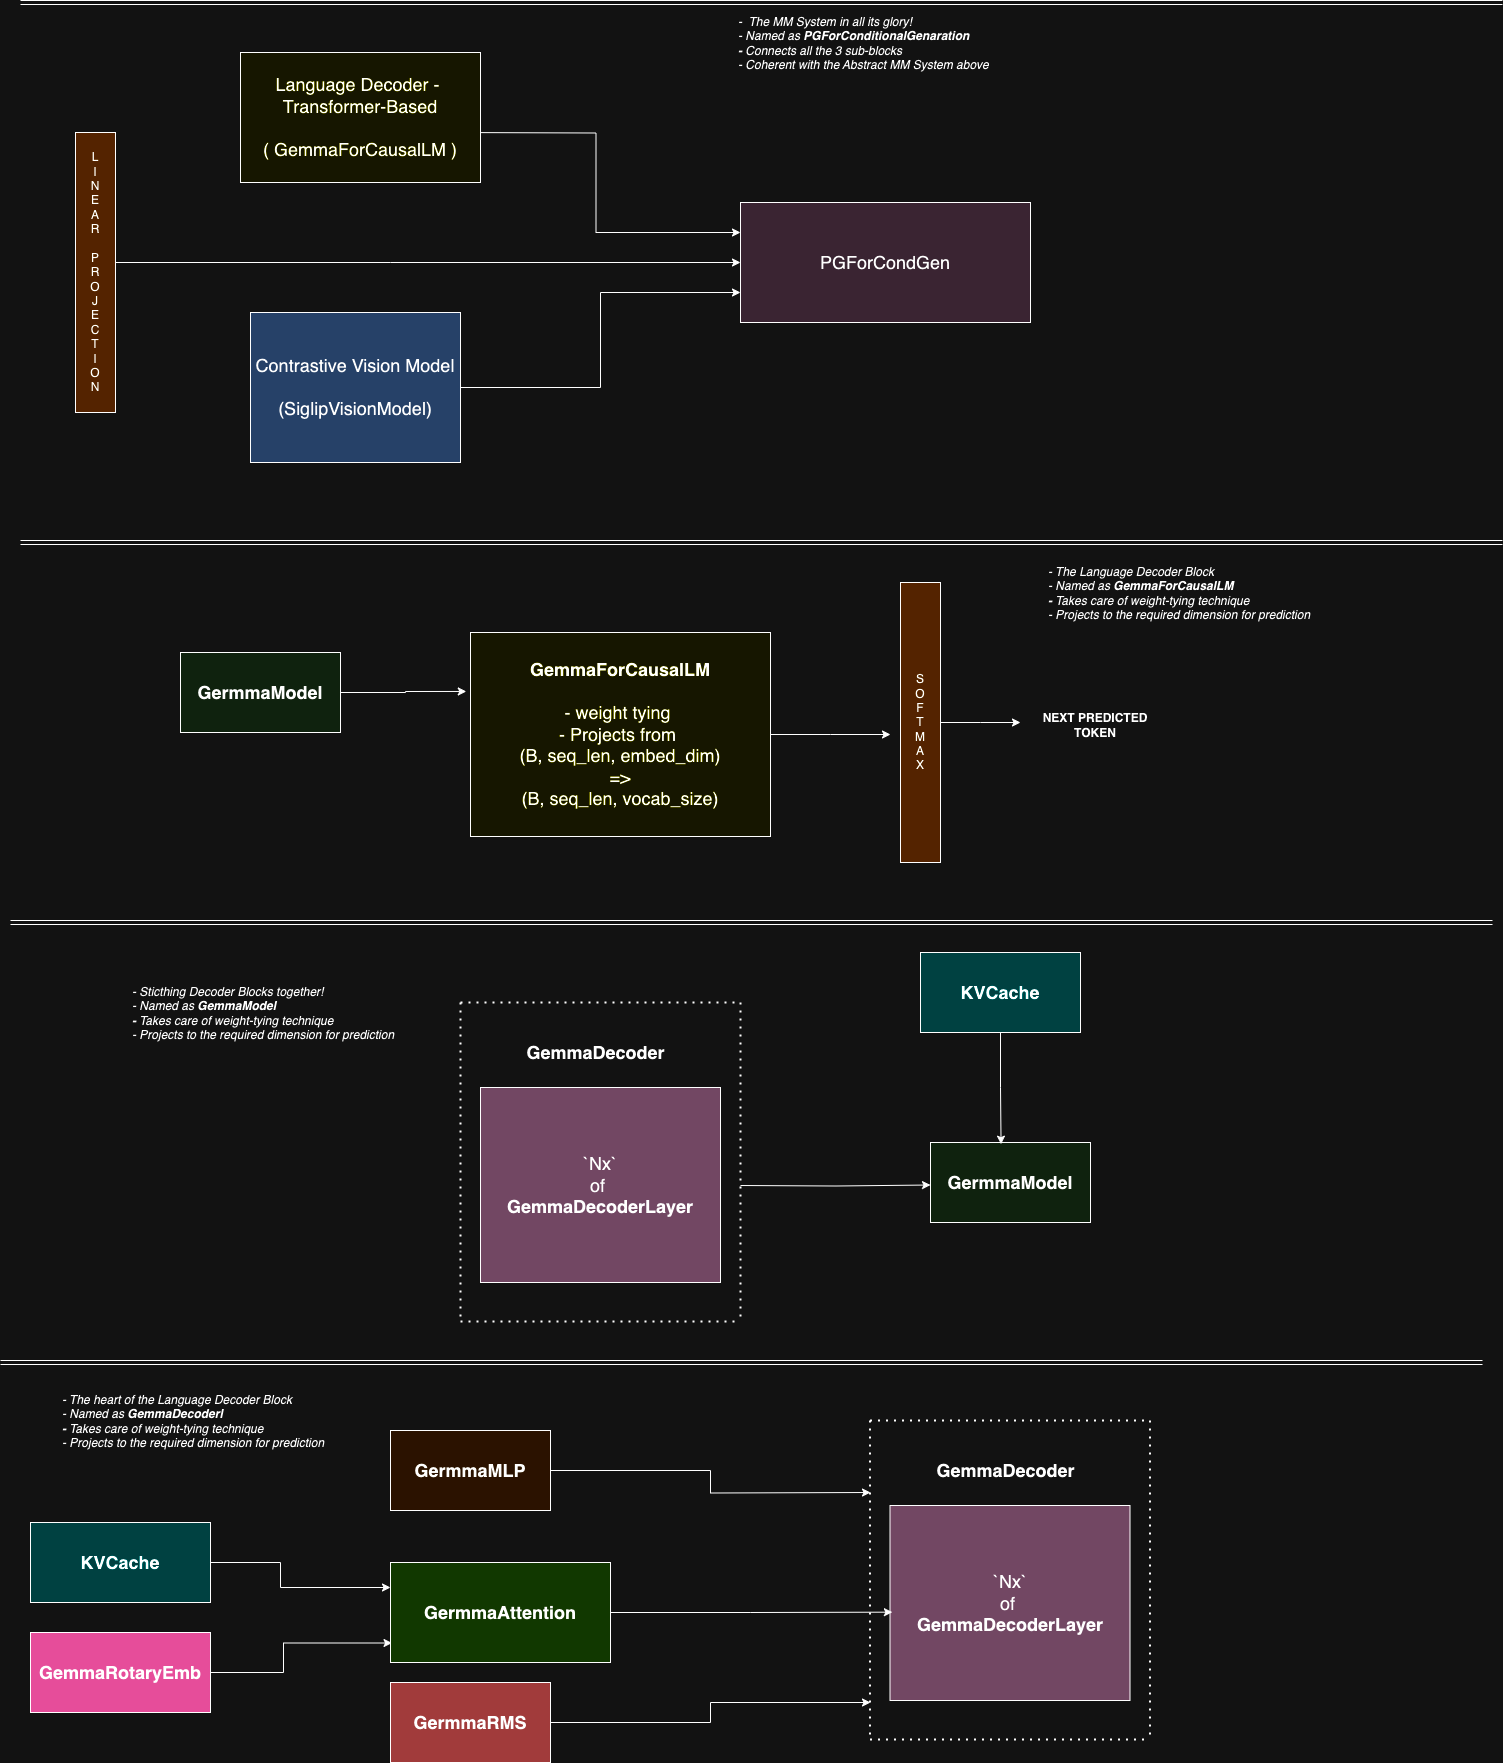 -  The MM System in all its glory!
- Named as PGForConditionalGenaration
- Connects all the 3 sub-blocks
- Coherent with the Abstract MM System above
Language Decoder -
Transformer-Based
( GemmaForCausalLM )
LINEAR PROJECTION
PGForCondGen
Contrastive Vision Model
(SiglipVisionModel)
- The Language Decoder Block
- Named as GemmaForCausalLM
- Takes care of weight-tying technique
- Projects to the required dimension for prediction
GermmaModel
GemmaForCausalLM
- weight tying
- Projects from
(B, seq_len, embed_dim)
=>
(B, seq_len, vocab_size)
SOFTMAX
NEXT PREDICTED
TOKEN
- Sticthing Decoder Blocks together!
- Named as GemmaModel
- Takes care of weight-tying technique
- Projects to the required dimension for prediction
GemmaDecoder
`Nx`
of
GemmaDecoderLayer
KVCache
GermmaModel
- The heart of the Language Decoder Block
- Named as GemmaDecoderl
- Takes care of weight-tying technique
- Projects to the required dimension for prediction
GermmaMLP
KVCache
GermmaAttention
GemmaRotaryEmb
GermmaRMS
GemmaDecoder
`Nx`
of
GemmaDecoderLayer